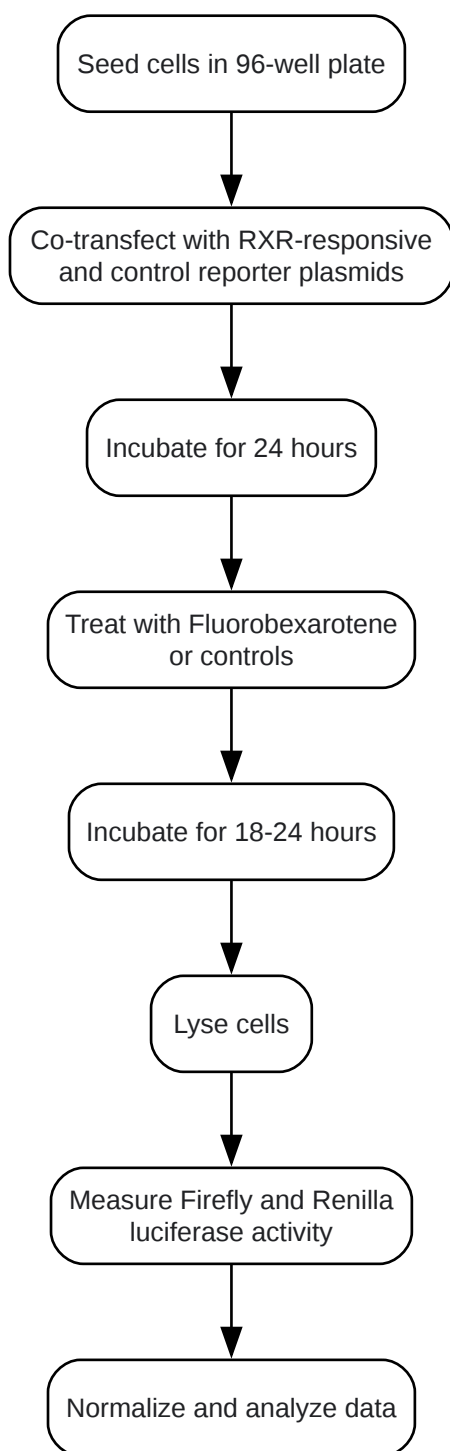 Seed cells in 96-well plate
Co-transfect with RXR-responsive
and control reporter plasmids
Incubate for 24 hours
Treat with Fluorobexarotene
or controls
Incubate for 18-24 hours
Lyse cells
Measure Firefly and Renilla
luciferase activity
Normalize and analyze data